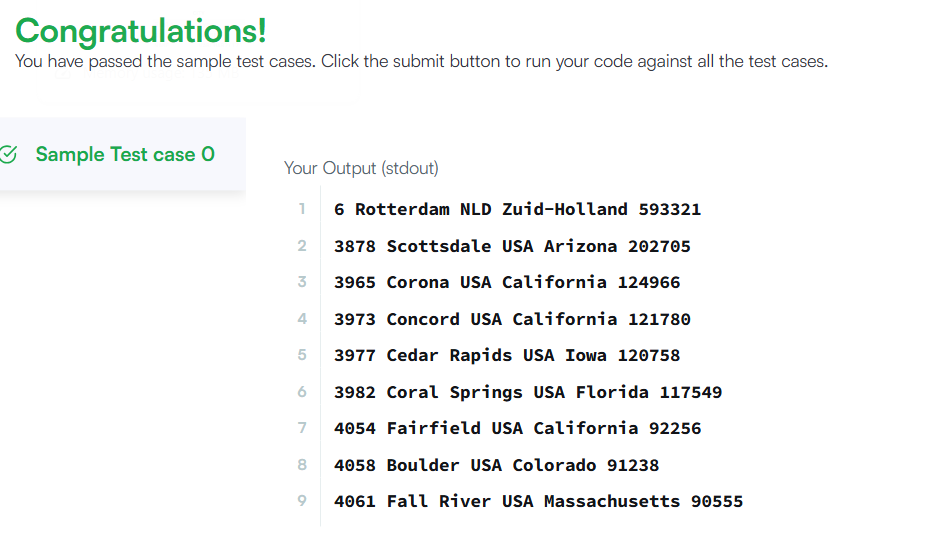 Congratulations!
You have passed the sample test cases. Click the submit button to run your code against all the test cases.
Sample Test case 0
Your Output (stdout)
1 6 Rotterdam NLD Zuid-Holland 593321
2 3878 Scottsdale USA Arizona 202705
3 3965 Corona USA California 124966
4 3973 Concord USA California 121780
5 3977 Cedar Rapids USA Iowa 120758
6 3982 Coral Springs USA Florida 117549
7 4054 Fairfield USA California 92256
8 4058 Boulder USA Colorado 91238
9 4061 Fall River USA Massachusetts 90555